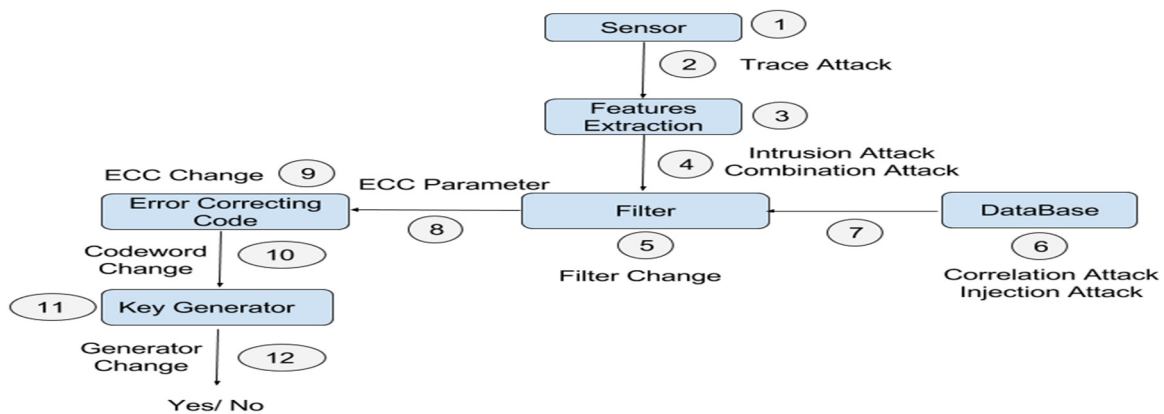 Sensor
1
2
Trace Attack
Features
Extraction
3
4
Intrusion Attack
Combination Attack
ECC Change
9
ECC Parameter
Error Correcting
Code
8
Filter
7
DataBase
5
Filter Change
6
Correlation Attack
Injection Attack
Codeword
Change
10
11
Key Generator
Generator
Change
12
Yes/ No